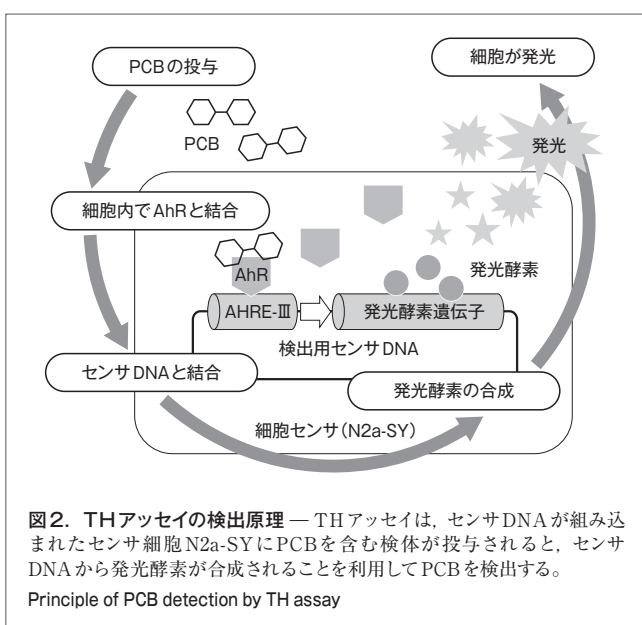 PCBの投与
細胞が発光
PCB
発光
細胞内でAhRと結合
AhR
発光酵素
AHRE-Ⅲ
発光酵素遺伝子
検出用センサDNA
センサDNAと結合
発光酵素の合成
細胞センサ(N2a-SY)
図2. THアッセイの検出原理 — THアッセイは,センサDNAが組み込
まれたセンサ細胞N2a-SYにPCBを含む検体が投与されると,センサ
DNAから発光酵素が合成されることを利用してPCBを検出する。
Principle of PCB detection by TH assay